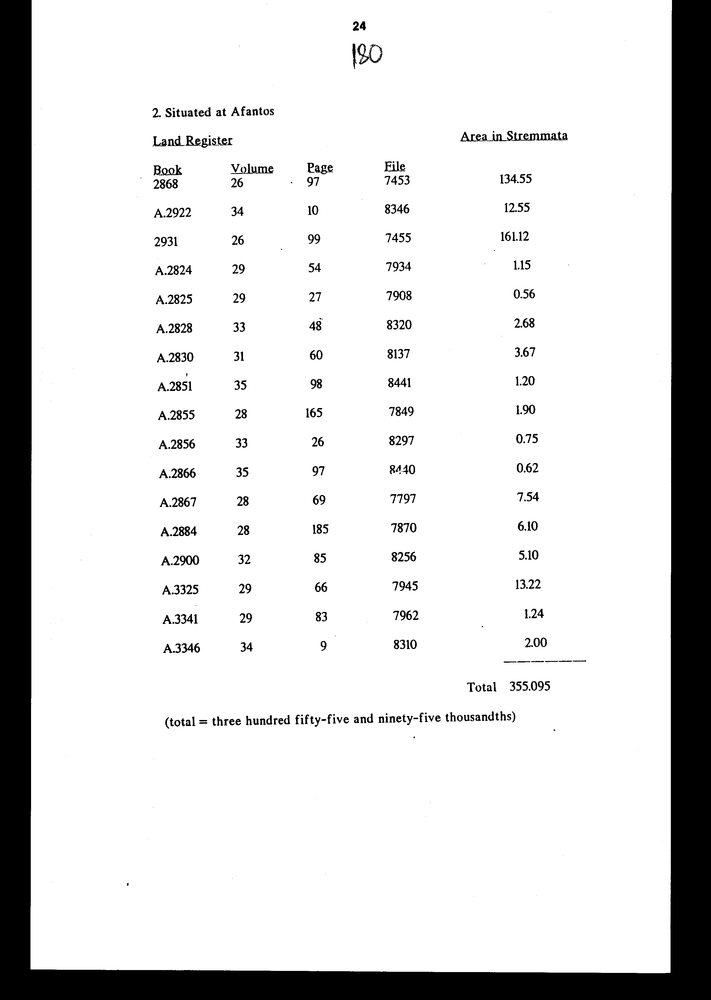 24
180
2. Situated at Afantos
Land Register Area in Stremmata
Book Volume Page File
2868 26 97 7453 134.55
A.2922 34 10 8346 12.55
2931 26 99 7455 161.12
A.2824 29 54 7934 1.15
A.2825 29 27 7908 0.56
A.2828 33 48 8320 2.68
A.2830 31 60 8137 3.67
A.2851 35 98 8441 1.20
A.2855 28 165 7849 1.90
A.2856 33 26 8297 0.75
A.2866 35 97 8440 0.62
A.2867 28 69 7797 7.54
A.2884 28 185 7870 6.10
A.2900 32 85 8256 5.10
A.3325 29 66 7945 13.22
A.3341 29 83 7962 1.24
A.3346 34 9 8310 2.00
Total 355.095
(total = three hundred fifty-five and ninety-five thousandths)